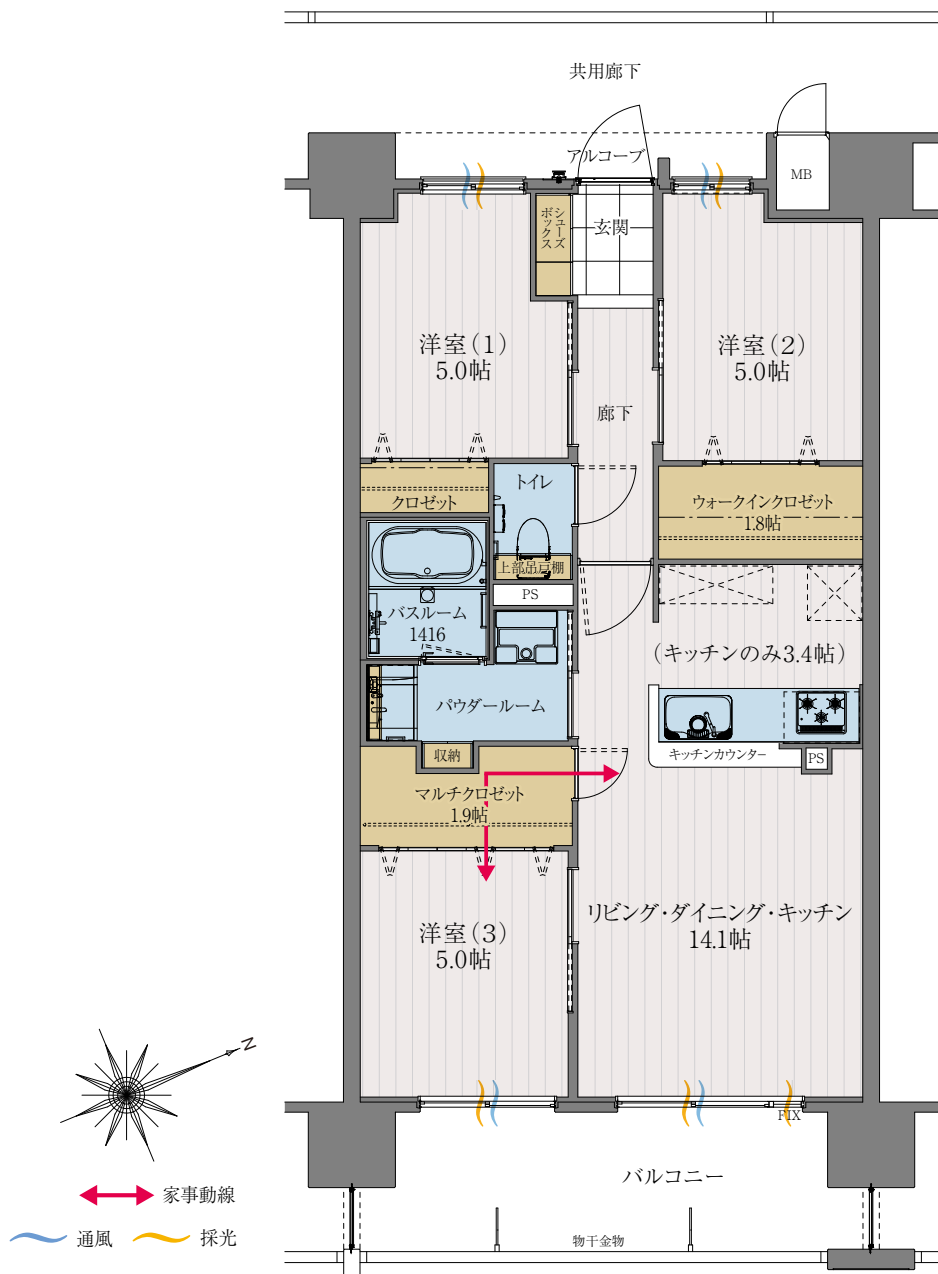 共用廊下
アルコーブ
MB
シューズ
ボックス
玄関
洋室(1)
5.0帖
洋室(2)
5.0帖
廊下
クロゼット
トイレ
上部吊戸棚
PS
ウォークインクロゼット
1.8帖
バスルーム
1416
(キッチンのみ3.4帖)
パウダールーム
収納
キッチンカウンター
PS
マルチクロゼット
1.9帖
洋室(3)
5.0帖
リビング・ダイニング・キッチン
14.1帖
FIX
バルコニー
物干金物
N
家事動線
通風
採光